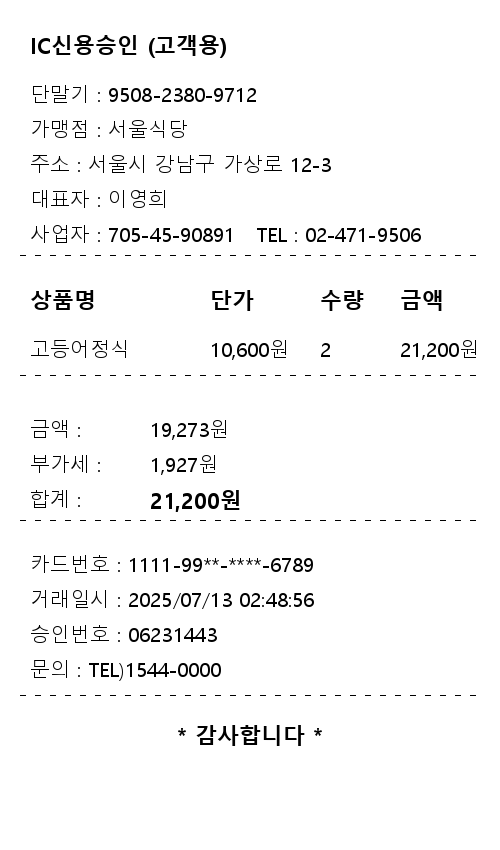 IC신용승인 (고객용)
단말기 : 9508-2380-9712
가맹점 : 서울식당
주소 : 서울시 강남구 가상로 12-3
대표자 : 이영희
사업자 : 705-45-90891 TEL : 02-471-9506
상품명 단가 수량 금액
고등어정식 10,600원 2 21,200원
금액 : 19,273원
부가세 : 1,927원
합계 : 21,200원
카드번호 : 1111-99**-****-6789
거래일시 : 2025/07/13 02:48:56
승인번호 : 06231443
문의 : TEL)1544-0000
* 감사합니다 *